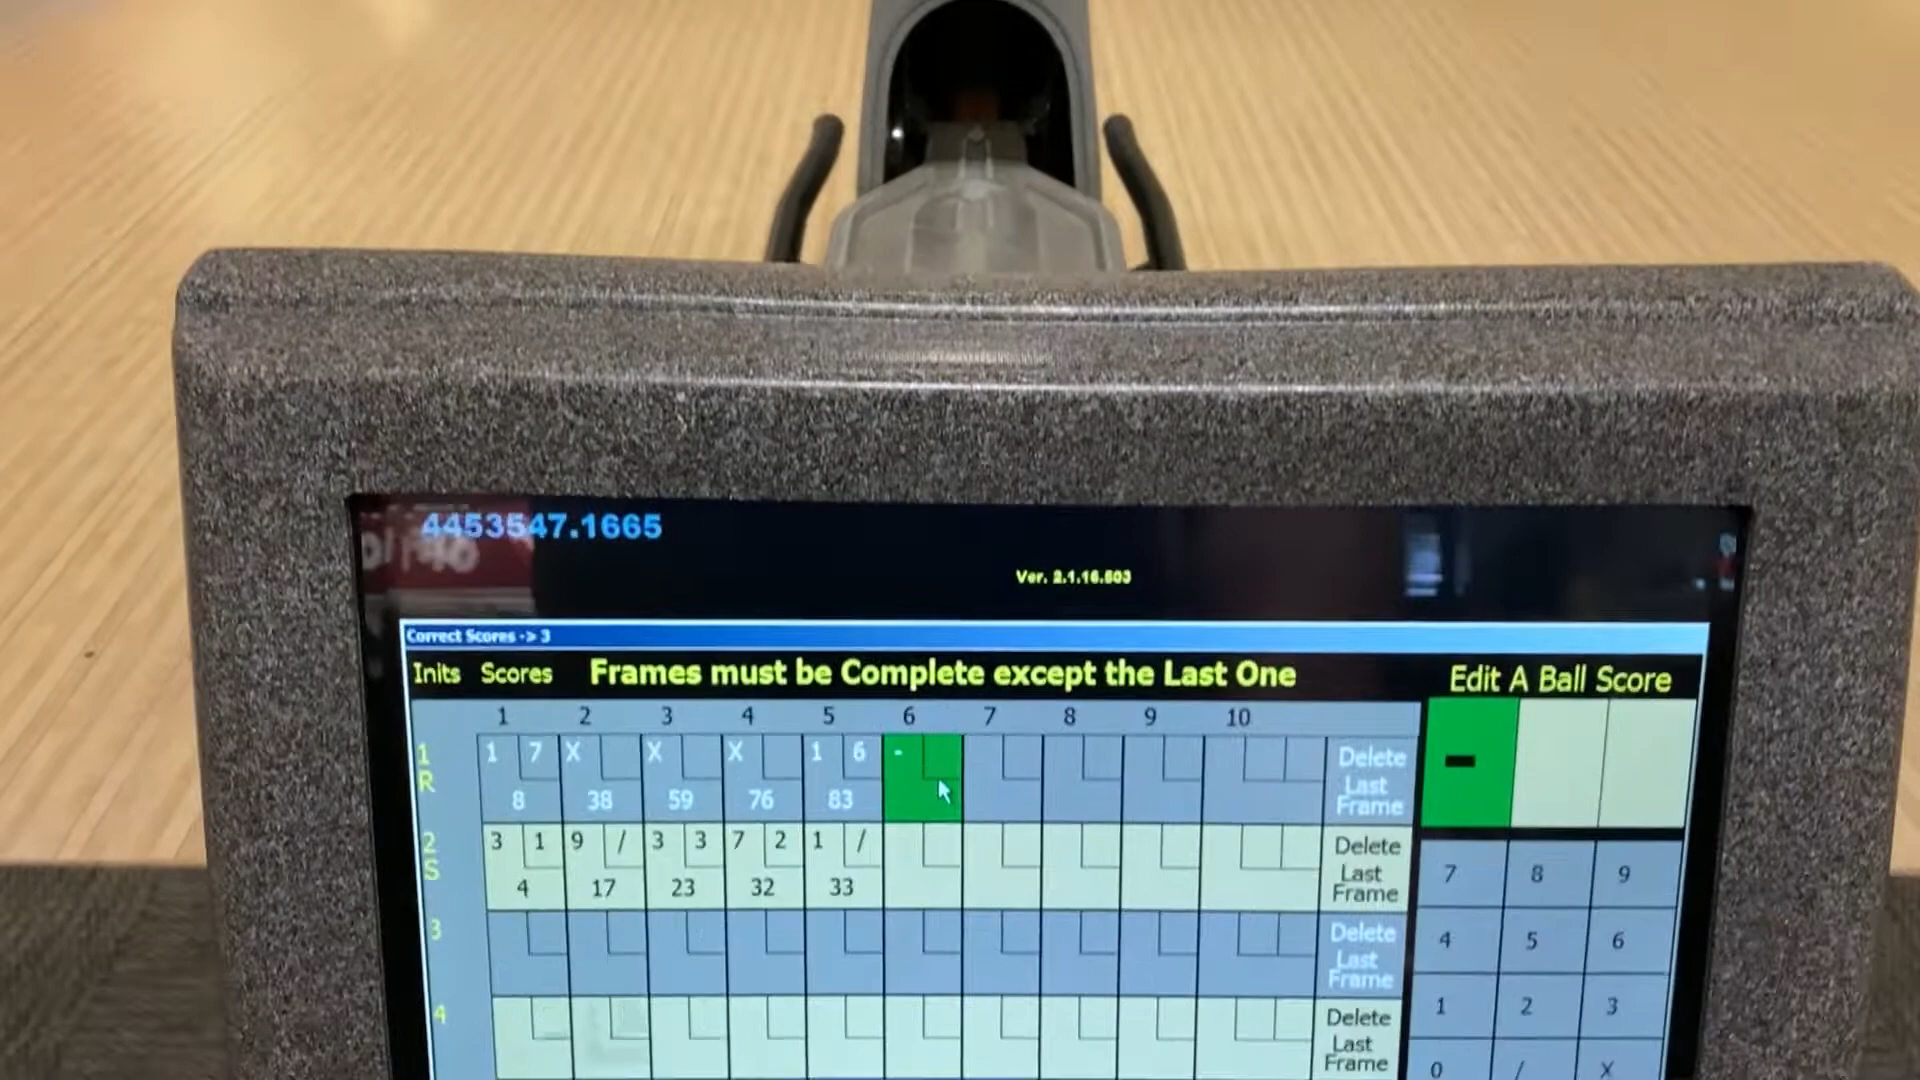 4453547.1665
Ver. 2.1.16.503
Correct Scores -> 3
Inits Scores Frames must be Complete except the Last One Edit A Ball Score
1 2 3 4 5 6 7 8 9 10
1 1 7 X X X 1 6 - Delete -
R 8 38 59 76 83 Last
Frame
2 3 1 9 / 3 3 7 2 1 / Delete
S 4 17 23 32 33 Last
Frame
7 8 9
3 Delete
Last
Frame
4 5 6
4 Delete
Last
Frame
1 2 3
0 / X